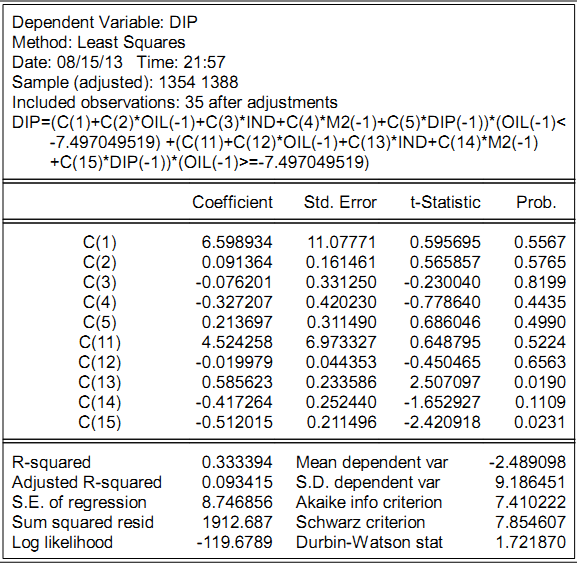 Dependent Variable: DIP
Method: Least Squares
Date: 08/15/13 Time: 21:57
Sample (adjusted): 1354 1388
Included observations: 35 after adjustments
DIP=(C(1)+C(2)*OIL(-1)+C(3)*IND+C(4)*M2(-1)+C(5)*DIP(-1))*(OIL(-1)<
-7.497049519) +(C(11)+C(12)*OIL(-1)+C(13)*IND+C(14)*M2(-1)
+C(15)*DIP(-1))*(OIL(-1)>=-7.497049519)
Coefficient Std. Error t-Statistic Prob.
C(1) 6.598934 11.07771 0.595695 0.5567
C(2) 0.091364 0.161461 0.565857 0.5765
C(3) -0.076201 0.331250 -0.230040 0.8199
C(4) -0.327207 0.420230 -0.778640 0.4435
C(5) 0.213697 0.311490 0.686046 0.4990
C(11) 4.524258 6.973327 0.648795 0.5224
C(12) -0.019979 0.044353 -0.450465 0.6563
C(13) 0.585623 0.233586 2.507097 0.0190
C(14) -0.417264 0.252440 -1.652927 0.1109
C(15) -0.512015 0.211496 -2.420918 0.0231
R-squared 0.333394 Mean dependent var -2.489098
Adjusted R-squared 0.093415 S.D. dependent var 9.186451
S.E. of regression 8.746856 Akaike info criterion 7.410222
Sum squared resid 1912.687 Schwarz criterion 7.854607
Log likelihood -119.6789 Durbin-Watson stat 1.721870